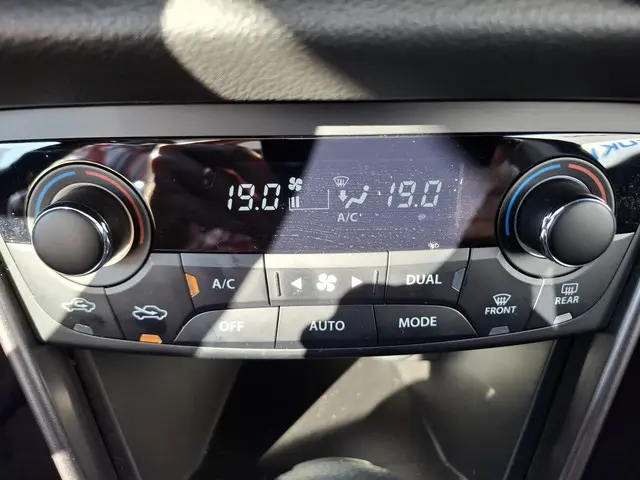 19.0 19.0
A/C
A/C DUAL
OFF AUTO MODE FRONT REAR